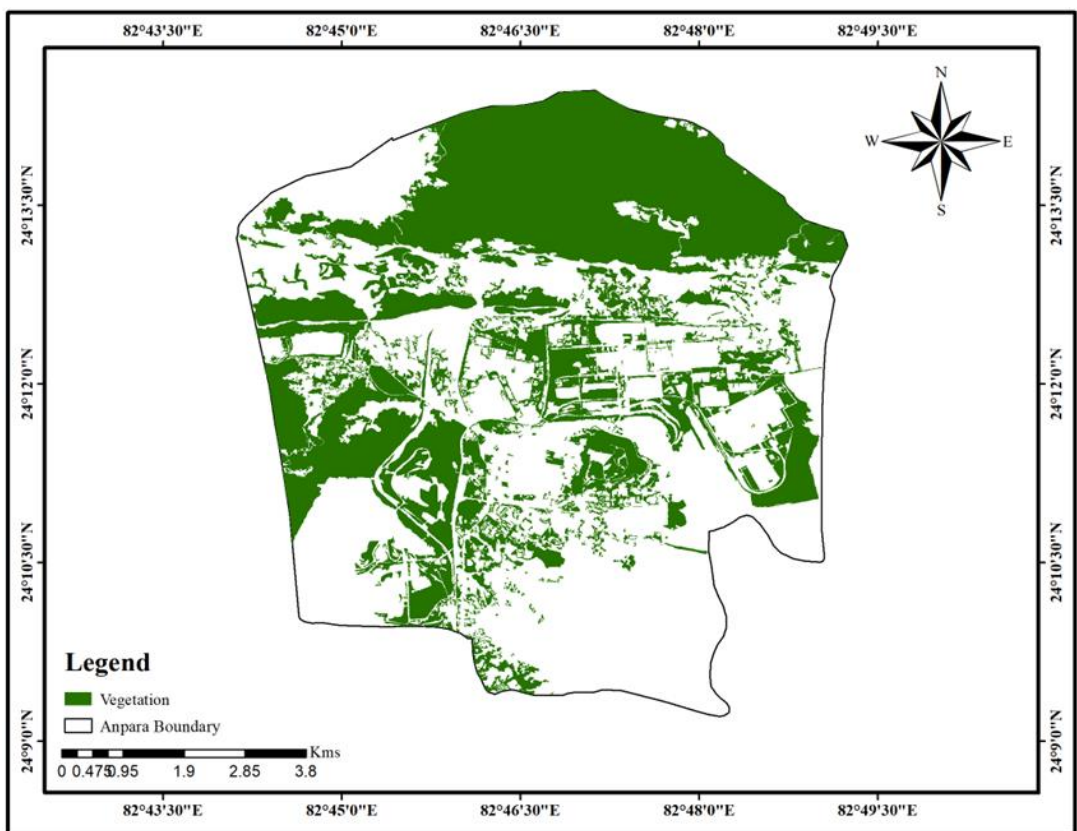 82°43'30"E 82°45'0"E 82°46'30"E 82°48'0"E 82°49'30"E
N
W E
S
24°13'30"N 24°13'30"N
24°12'0"N 24°12'0"N
24°10'30"N 24°10'30"N
24°9'0"N 24°9'0"N
Legend
Vegetation
Anpara Boundary
Kms
0 0.475 0.95 1.9 2.85 3.8
82°43'30"E 82°45'0"E 82°46'30"E 82°48'0"E 82°49'30"E